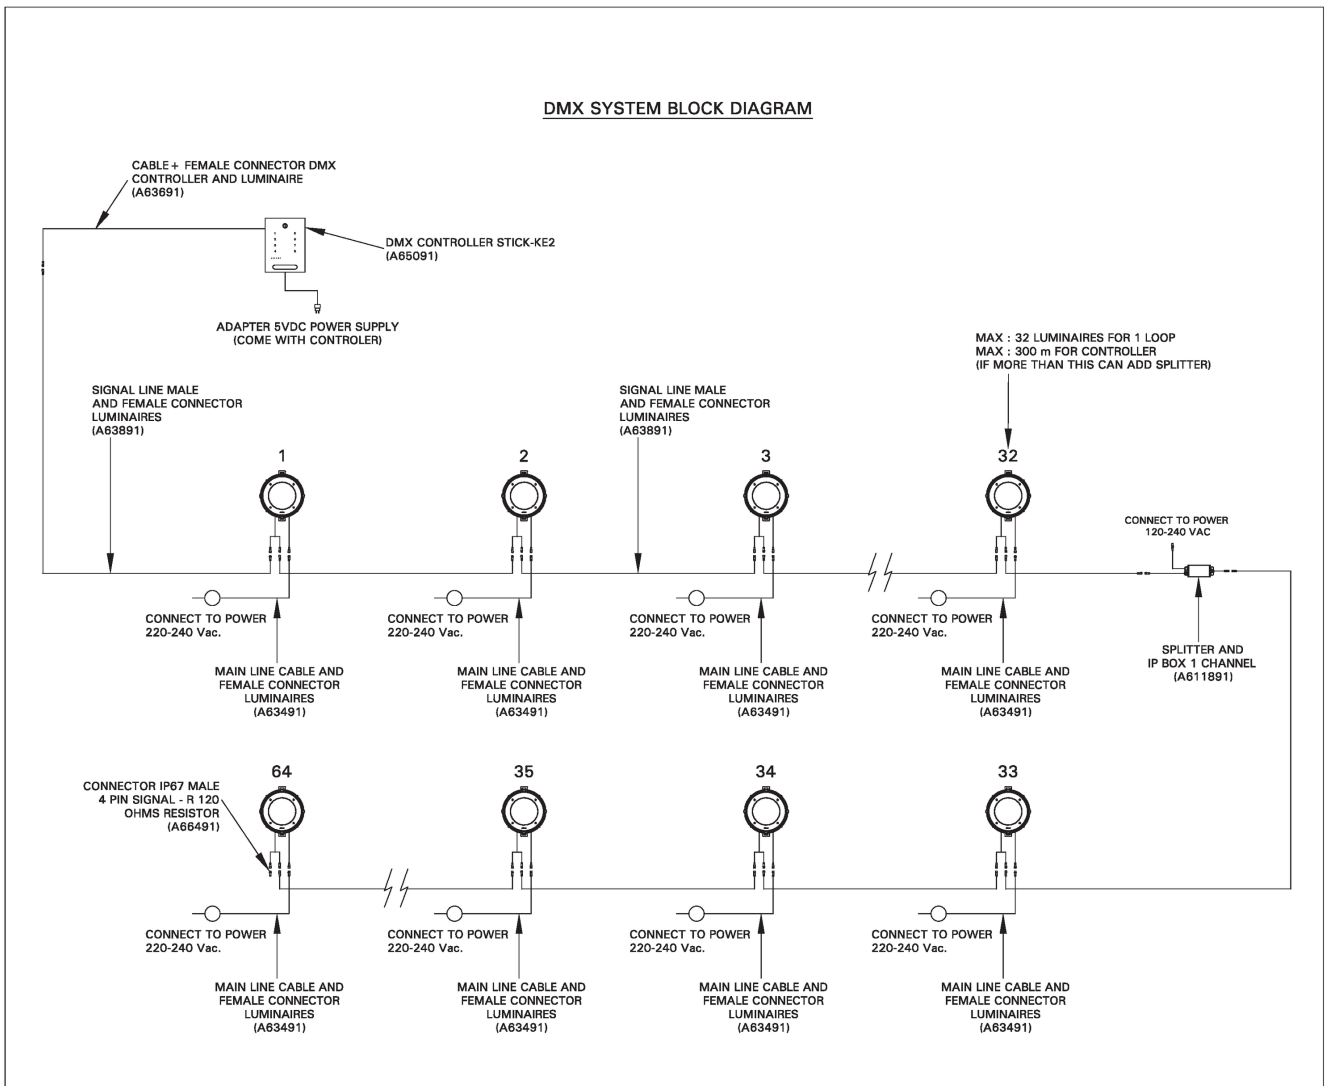 DMX SYSTEM BLOCK DIAGRAM
CABLE + FEMALE CONNECTOR DMX
CONTROLLER AND LUMINAIRE
(A63691)
DMX CONTROLLER STICK-KE2
(A65091)
ADAPTER 5VDC POWER SUPPLY
(COME WITH CONTROLER)
MAX : 32 LUMINAIRES FOR 1 LOOP
MAX : 300 m FOR CONTROLLER
(IF MORE THAN THIS CAN ADD SPLITTER)
SIGNAL LINE MALE
AND FEMALE CONNECTOR
LUMINAIRES
(A63891)
SIGNAL LINE MALE
AND FEMALE CONNECTOR
LUMINAIRES
(A63891)
1
2
3
32
CONNECT TO POWER
120-240 VAC
CONNECT TO POWER
220-240 Vac.
CONNECT TO POWER
220-240 Vac.
CONNECT TO POWER
220-240 Vac.
CONNECT TO POWER
220-240 Vac.
SPLITTER AND
IP BOX 1 CHANNEL
(A611891)
MAIN LINE CABLE AND
FEMALE CONNECTOR
LUMINAIRES
(A63491)
MAIN LINE CABLE AND
FEMALE CONNECTOR
LUMINAIRES
(A63491)
MAIN LINE CABLE AND
FEMALE CONNECTOR
LUMINAIRES
(A63491)
MAIN LINE CABLE AND
FEMALE CONNECTOR
LUMINAIRES
(A63491)
64
35
34
33
CONNECTOR IP67 MALE
4 PIN SIGNAL - R 120
OHMS RESISTOR
(A66491)
CONNECT TO POWER
220-240 Vac.
CONNECT TO POWER
220-240 Vac.
CONNECT TO POWER
220-240 Vac.
CONNECT TO POWER
220-240 Vac.
MAIN LINE CABLE AND
FEMALE CONNECTOR
LUMINAIRES
(A63491)
MAIN LINE CABLE AND
FEMALE CONNECTOR
LUMINAIRES
(A63491)
MAIN LINE CABLE AND
FEMALE CONNECTOR
LUMINAIRES
(A63491)
MAIN LINE CABLE AND
FEMALE CONNECTOR
LUMINAIRES
(A63491)